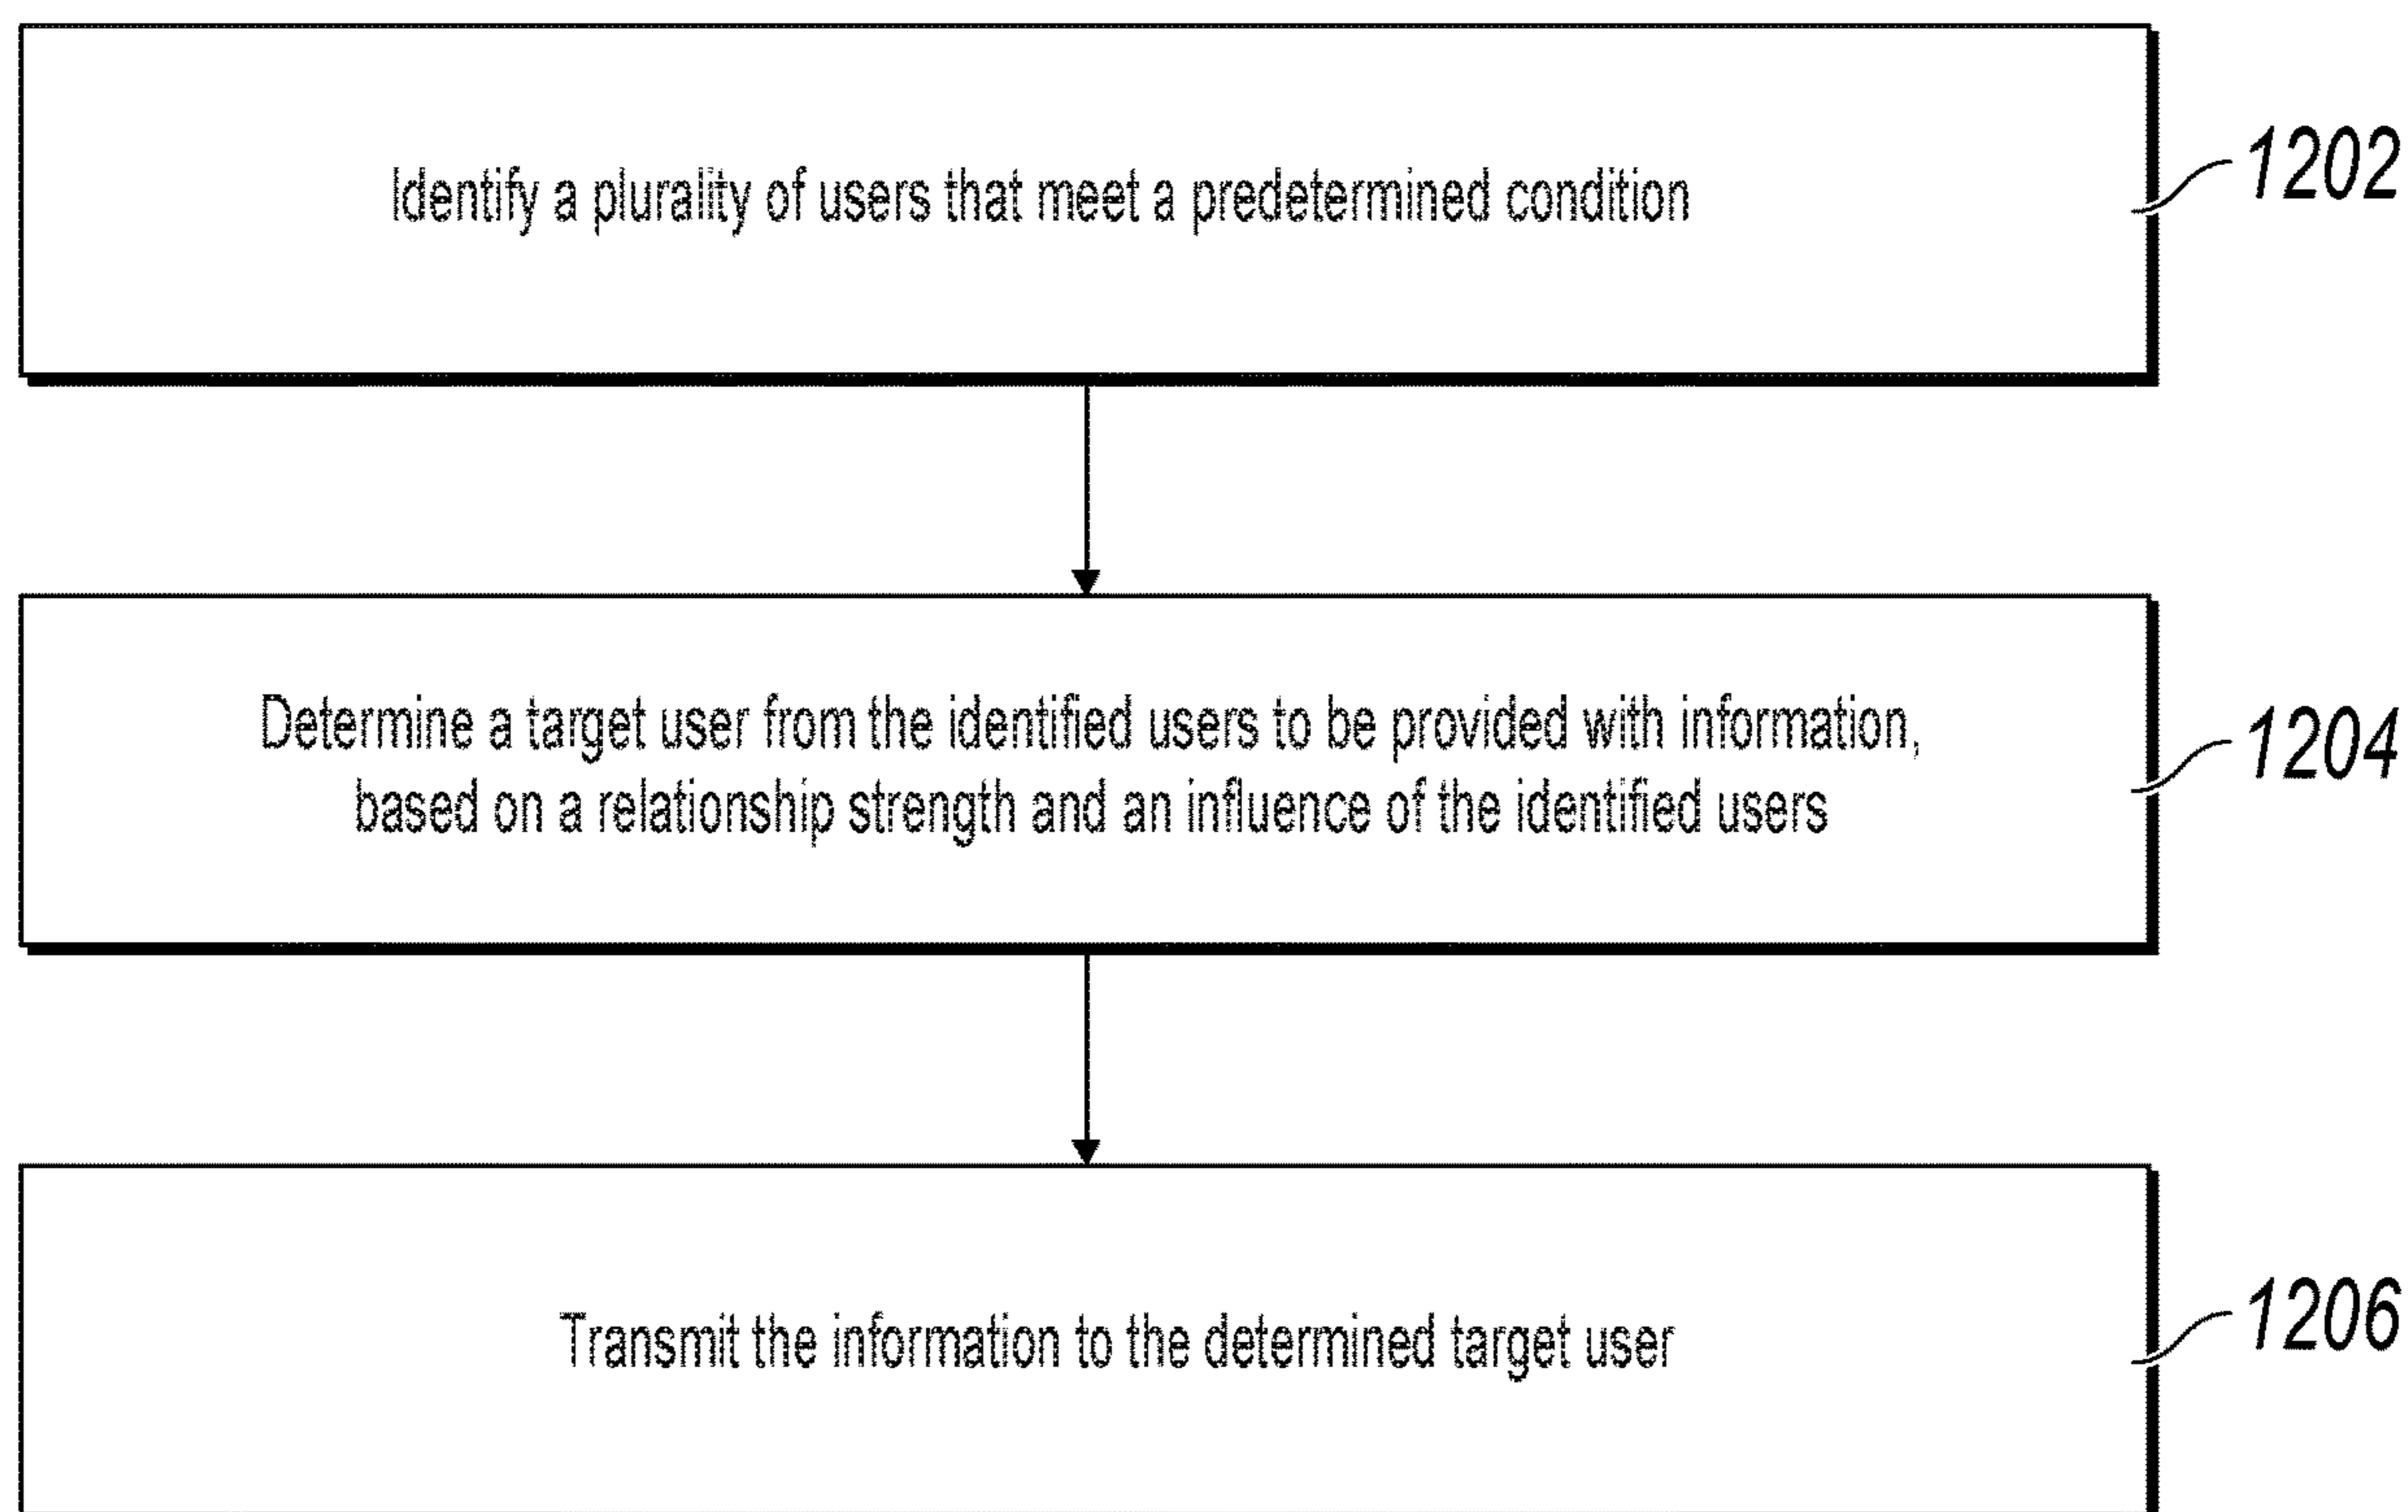 Identify a plurality of users that meet a predetermined condition
1202
Determine a target user from the identified users to be provided with information,
based on a relationship strength and an influence of the identified users
1204
Transmit the information to the determined target user
1206